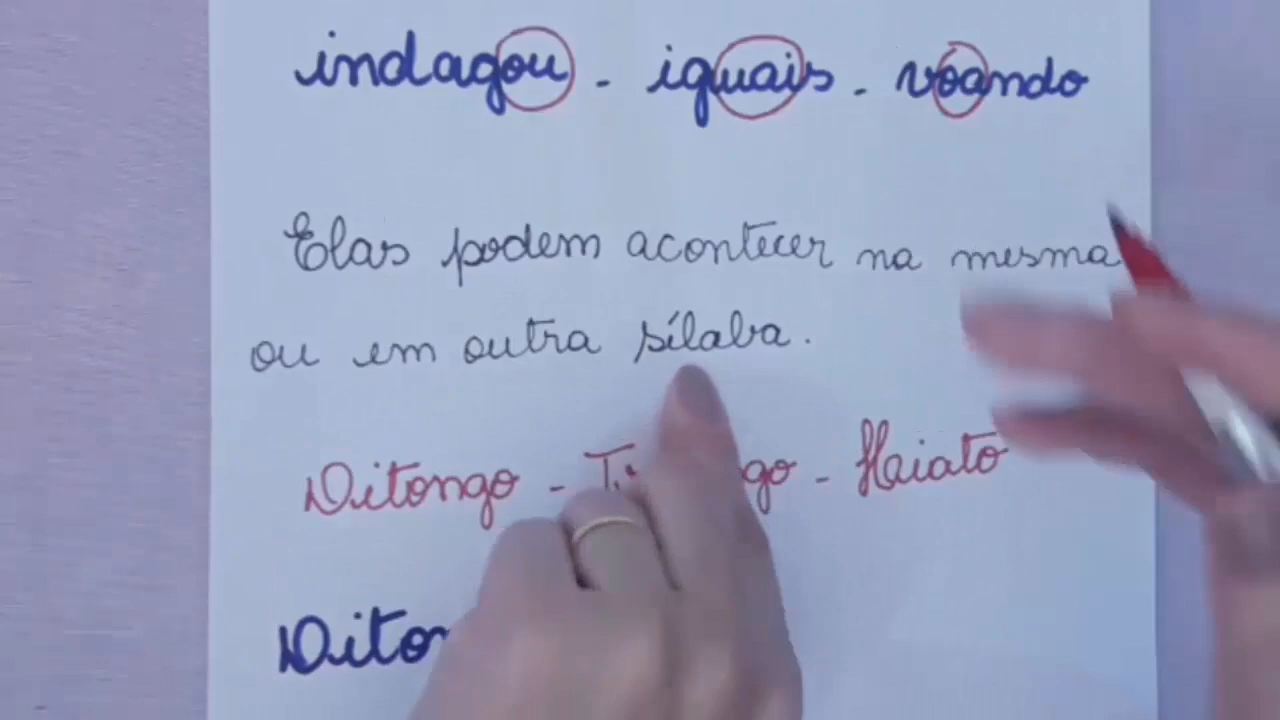 indagou - iguais - voando
Elas podem acontecer na mesma
ou em outra sílaba.
Ditongo - - Hiato